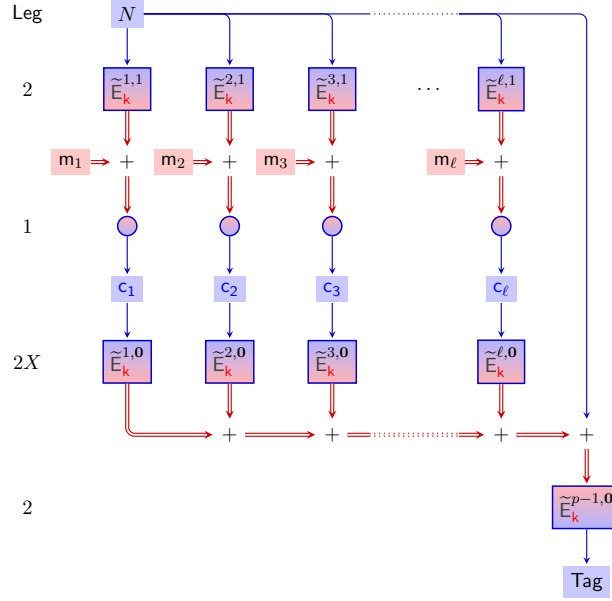 Leg N
2 Ẽ_k^{1,1} Ẽ_k^{2,1} Ẽ_k^{3,1} ⋯ Ẽ_k^{ℓ,1}
m_1 + m_2 + m_3 + m_ℓ +
1
c_1 c_2 c_3 c_ℓ
2X Ẽ_k^{1,0} Ẽ_k^{2,0} Ẽ_k^{3,0} Ẽ_k^{ℓ,0}
+ + + +
2 Ẽ_k^{p−1,0}
Tag